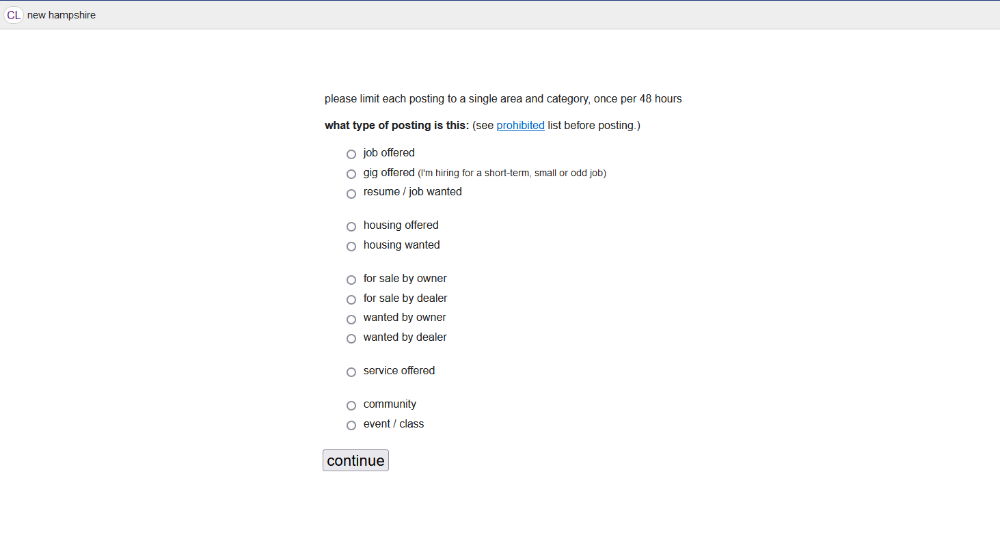 CL new hampshire
please limit each posting to a single area and category, once per 48 hours
what type of posting is this: (see prohibited list before posting.)
job offered
gig offered (I'm hiring for a short-term, small or odd job)
resume / job wanted
housing offered
housing wanted
for sale by owner
for sale by dealer
wanted by owner
wanted by dealer
service offered
community
event / class
continue